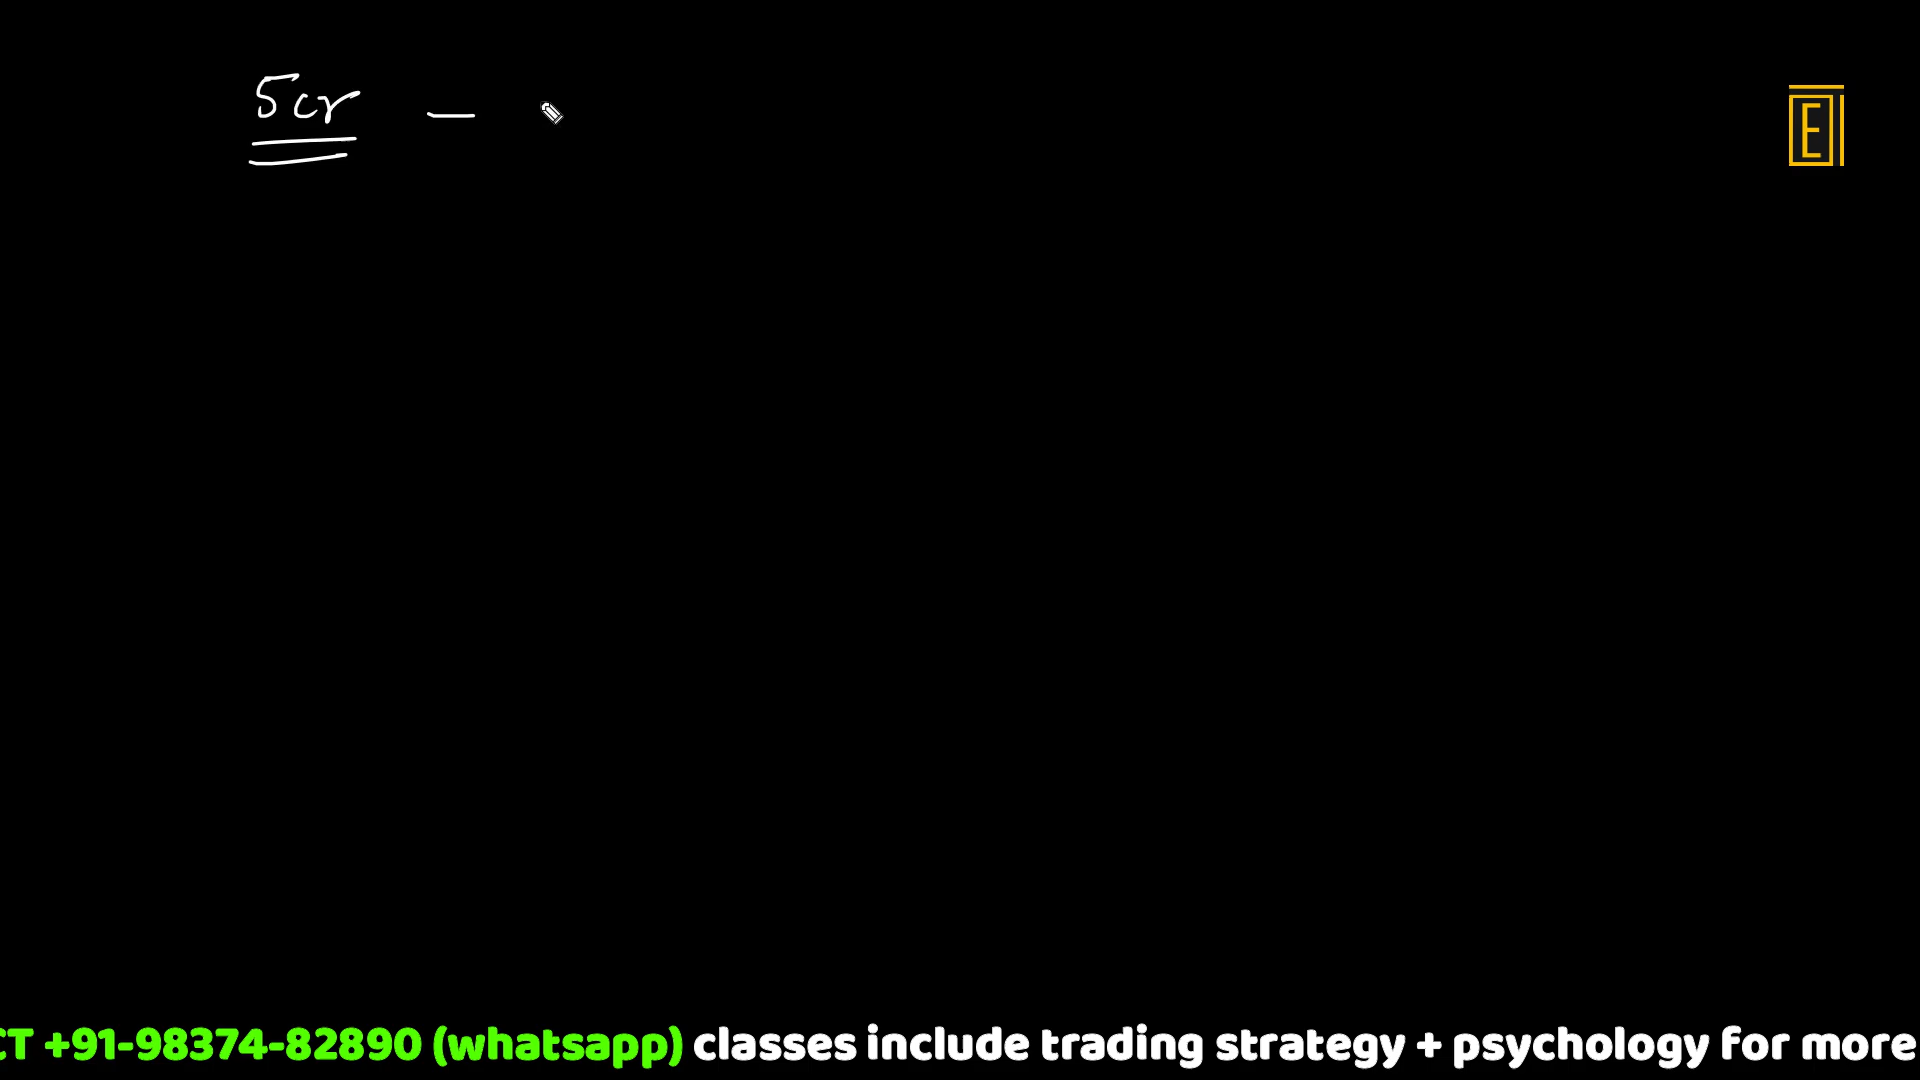 5cr —
E
CT +91-98374-82890 (whatsapp) classes include trading strategy + psychology for more